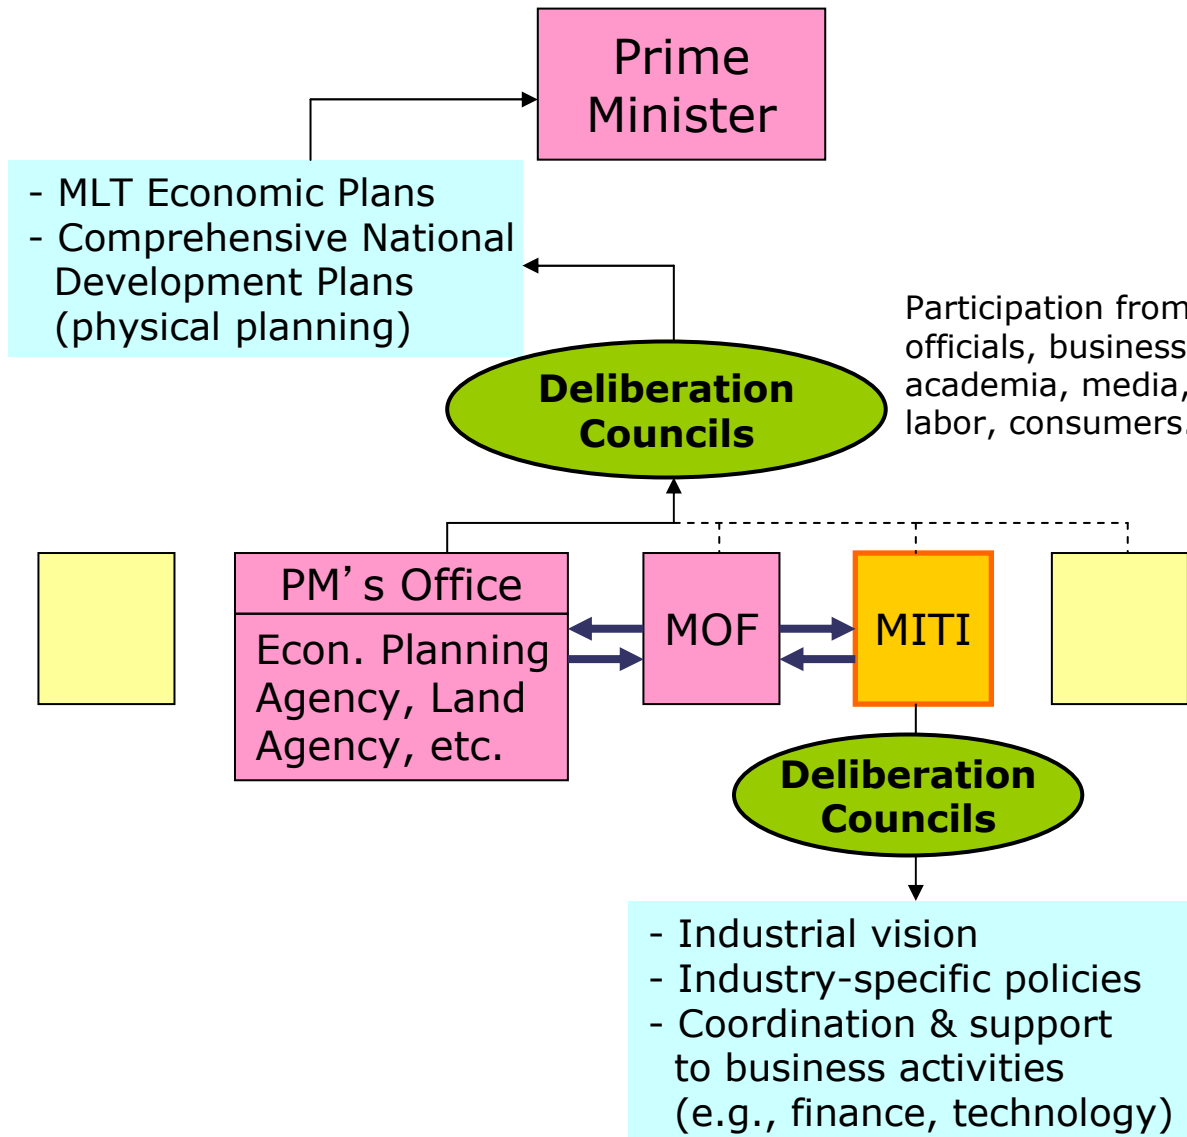 Prime
Minister
- MLT Economic Plans
- Comprehensive National
Development Plans
(physical planning)
Participation from
officials, business
academia, media,
labor, consumers.
Deliberation
Councils
PM’s Office
Econ. Planning
Agency, Land
Agency, etc.
MOF
MITI
Deliberation
Councils
- Industrial vision
- Industry-specific policies
- Coordination & support
to business activities
(e.g., finance, technology)